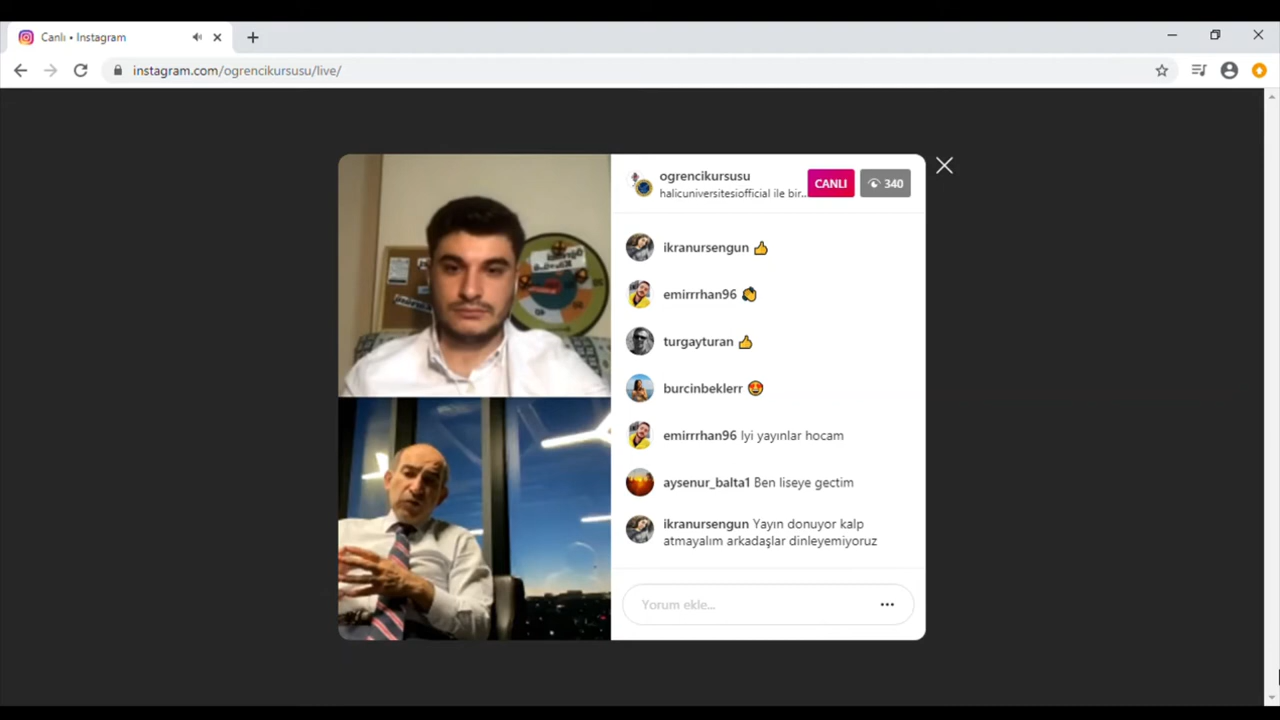 Canlı • Instagram
instagram.com/ogrencikursusu/live/
ogrencikursusu
halicuniversitesiofficial ile bir...
CANLI
340
ikranursengun 👍
emirrrhan96 👏
turgayturan 👍
burcinbeklerr 😍
emirrrhan96 Iyi yayınlar hocam
aysenur_balta1 Ben liseye gectim
ikranursengun Yayın donuyor kalp
atmayalım arkadaşlar dinleyemiyoruz
Yorum ekle...